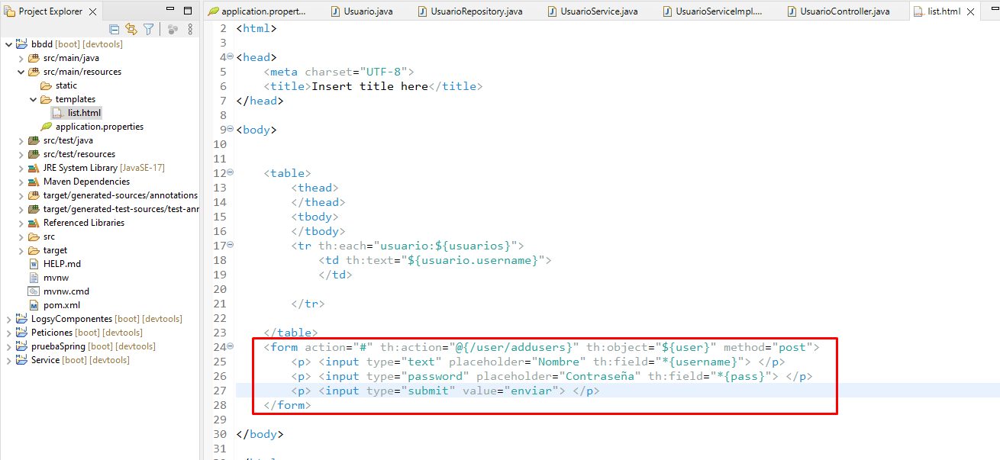 Project Explorer
bbdd [boot] [devtools]
src/main/java
src/main/resources
static
templates
list.html
application.properties
src/test/java
src/test/resources
JRE System Library [JavaSE-17]
Maven Dependencies
target/generated-sources/annotations
target/generated-test-sources/test-anr
Referenced Libraries
src
target
HELP.md
mvnw
mvnw.cmd
pom.xml
LogsyComponentes [boot] [devtools]
Peticiones [boot] [devtools]
pruebaSpring [boot] [devtools]
Service [boot] [devtools]
application.propert... Usuario.java UsuarioRepository.java UsuarioService.java UsuarioServiceImpl.... UsuarioController.java list.html
2 <html>
3
4 <head>
5 <meta charset="UTF-8">
6 <title>Insert title here</title>
7 </head>
8
9 <body>
10
11
12 <table>
13 <thead>
14 </thead>
15 <tbody>
16 </tbody>
17 <tr th:each="usuario:${usuarios}">
18 <td th:text="${usuario.username}">
19 </td>
20
21 </tr>
22
23 </table>
24 <form action="#" th:action="@{/user/addusers}" th:object="${user}" method="post">
25 <p> <input type="text" placeholder="Nombre" th:field="*{username}"> </p>
26 <p> <input type="password" placeholder="Contraseña" th:field="*{pass}"> </p>
27 <p> <input type="submit" value="enviar"> </p>
28 </form>
29
30 </body>
31